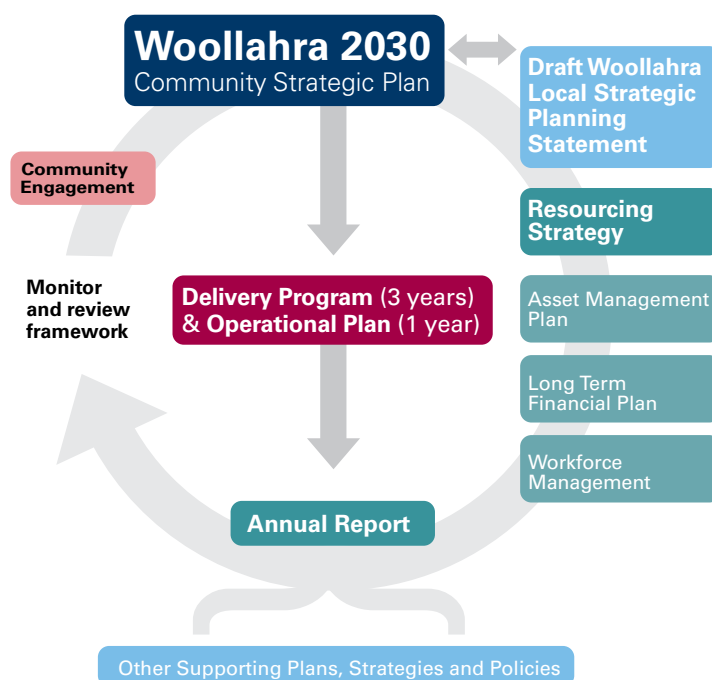 Woollahra 2030
Community Strategic Plan
Draft Woollahra
Local Strategic
Planning
Statement
Community
Engagement
Resourcing
Strategy
Monitor
and review
framework
Delivery Program (3 years)
& Operational Plan (1 year)
Asset Management
Plan
Long Term
Financial Plan
Workforce
Management
Annual Report
Other Supporting Plans, Strategies and Policies